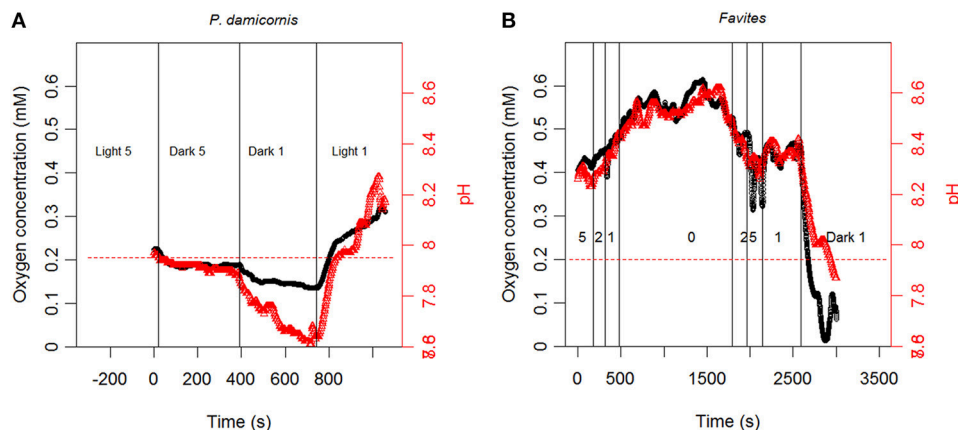 A
P. damicornis
Oxygen concentration (mM)
0.6
0.5
0.4
0.3
0.2
0.1
0
Light 5
Dark 5
Dark 1
Light 1
8.6
8.4
8.2
8
7.8
pH
-200
0
200
400
600
800
Time (s)
B
Favites
Oxygen concentration (mM)
0.6
0.5
0.4
0.3
0.2
0.1
0
5
2
1
0
2
5
1
Dark 1
8.6
8.4
8.2
8
7.8
pH
0
500
1500
2500
3500
Time (s)